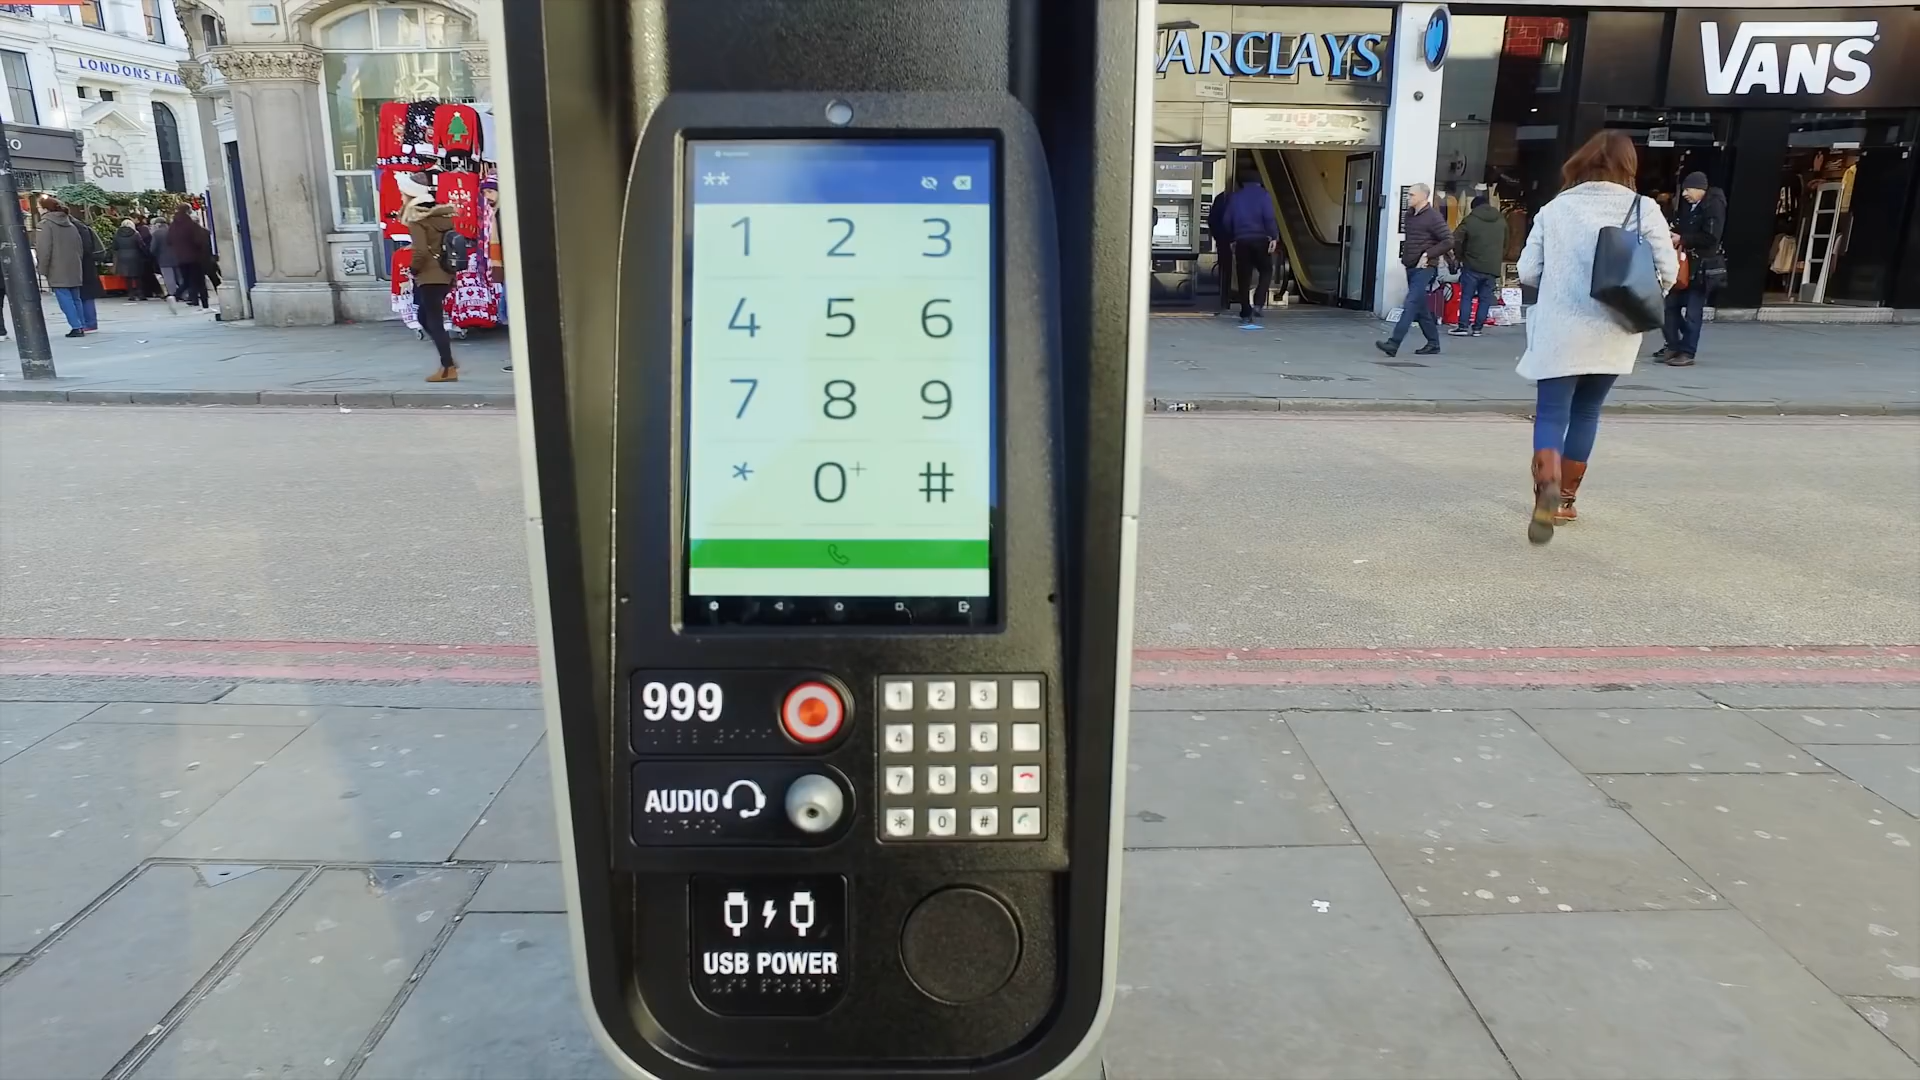 LONDONS FA
JAZZ
CAFE
ARCLAYS
VANS
**
1 2 3
4 5 6
7 8 9
* 0+ #
999
AUDIO
1 2 3
4 5 6
7 8 9
* 0 #
USB POWER